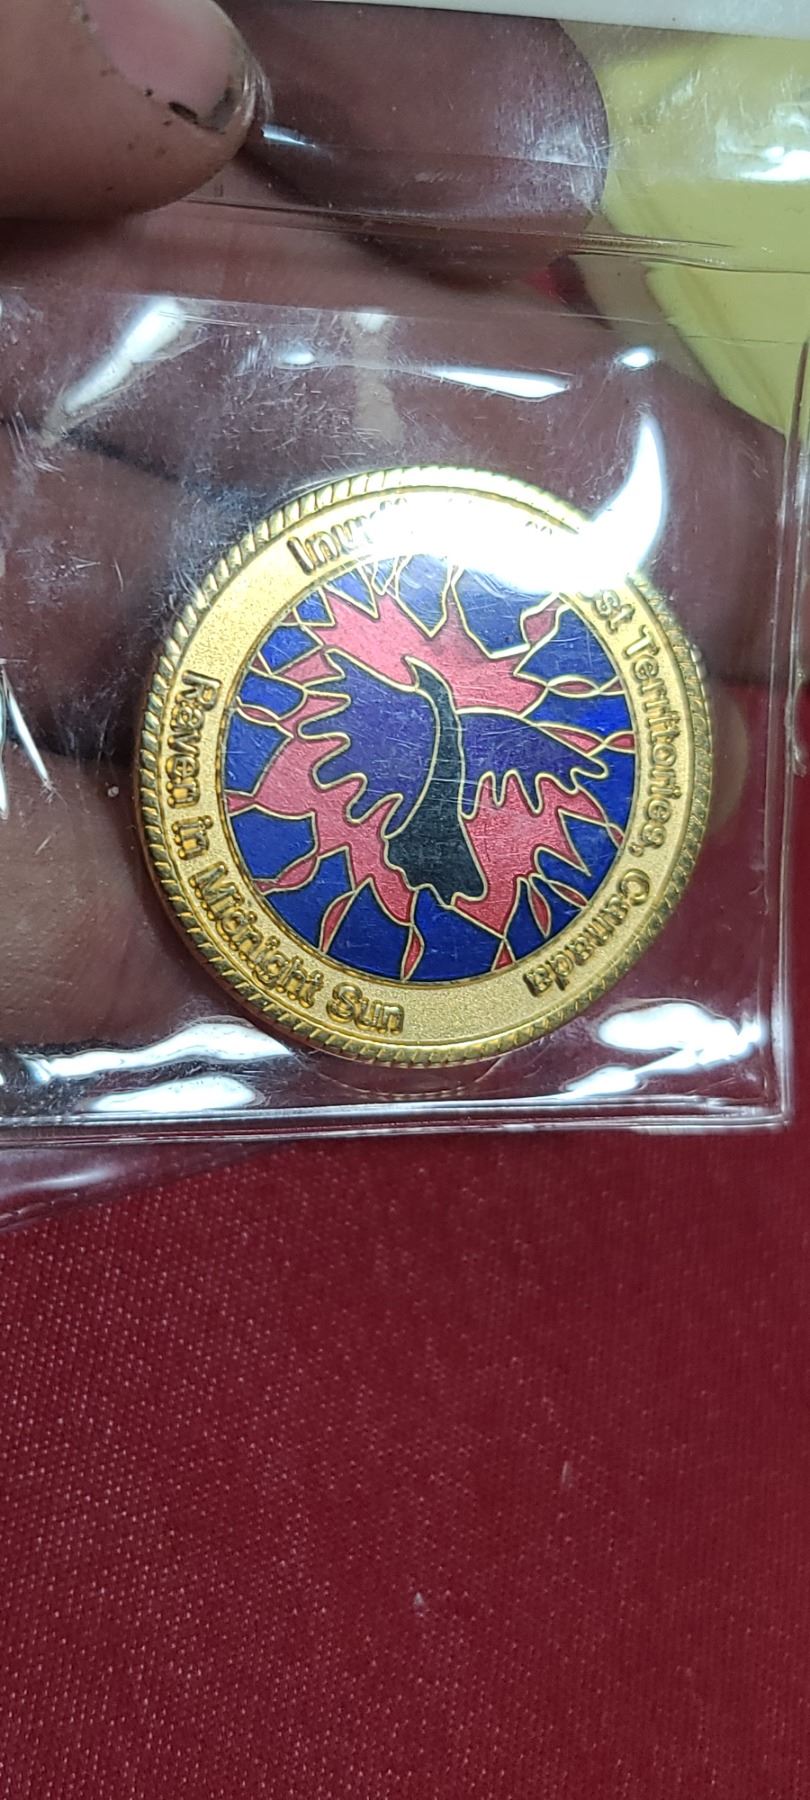 Territories, Canada
Raven in Midnight Sun